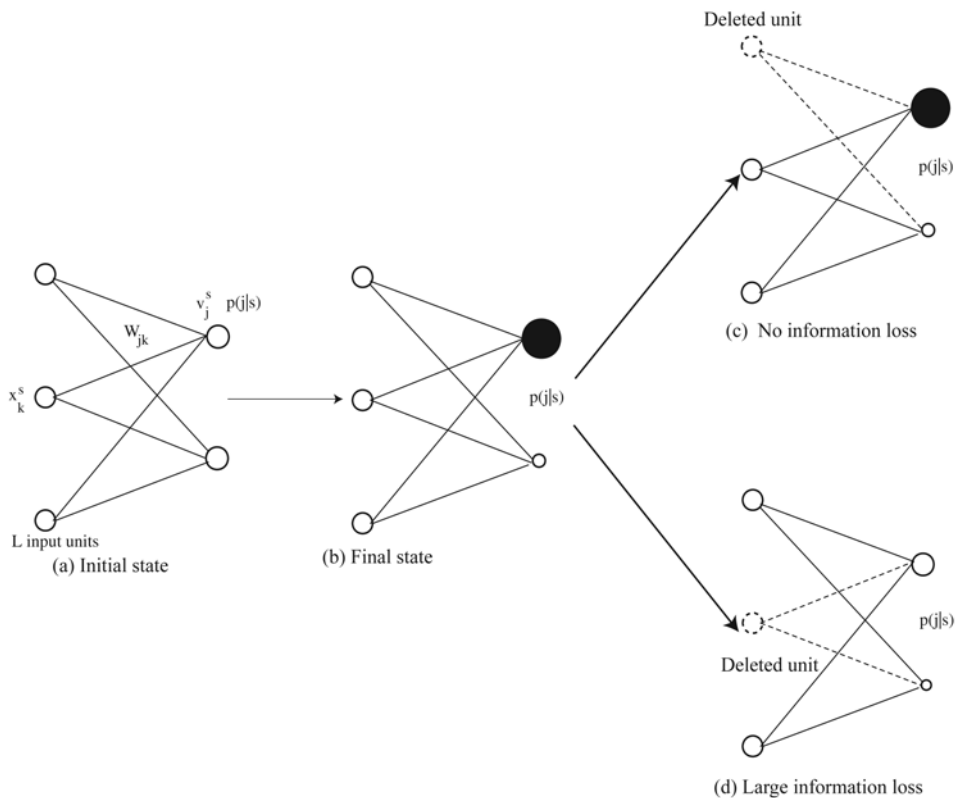 Deleted unit
p(j|s)
(c) No information loss
v_j^s p(j|s)
W_jk
x_k^s
p(j|s)
L input units
(a) Initial state
(b) Final state
p(j|s)
Deleted unit
(d) Large information loss